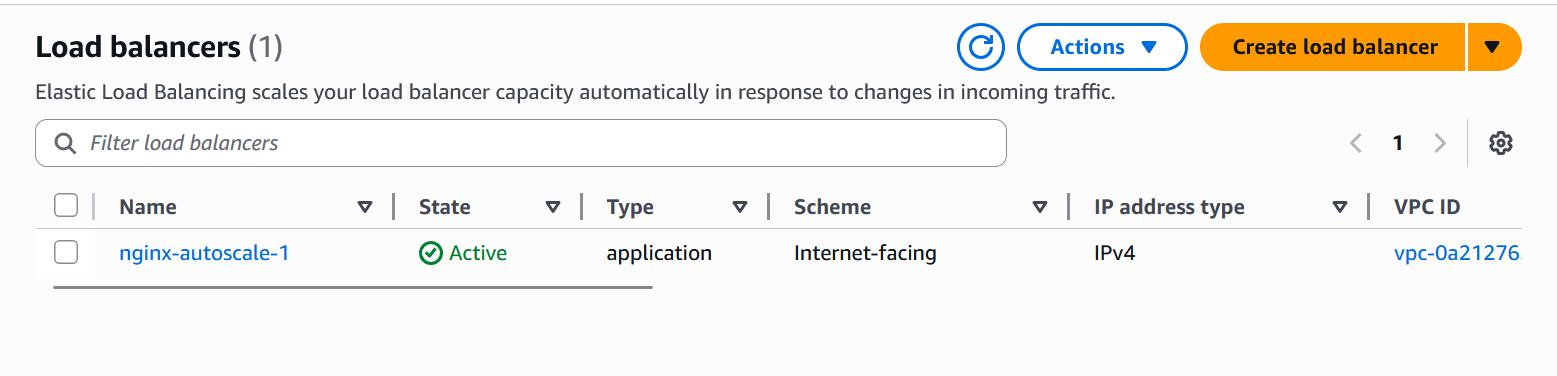 Load balancers (1)
Actions
Create load balancer
Elastic Load Balancing scales your load balancer capacity automatically in response to changes in incoming traffic.
Filter load balancers
1
Name State Type Scheme IP address type VPC ID
nginx-autoscale-1 Active application Internet-facing IPv4 vpc-0a21276